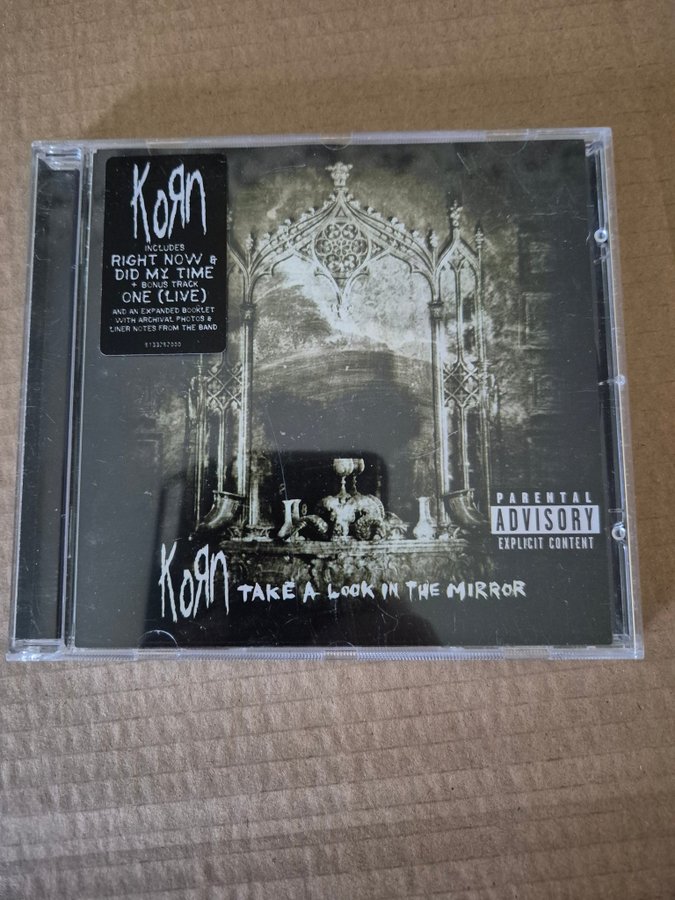 KoЯn
INCLUDES
RIGHT NOW &
DID MY TIME
+ BONUS TRACK
ONE (LIVE)
AND AN EXPANDED BOOKLET
WITH ARCHIVAL PHOTOS &
LINER NOTES FROM THE BAND
5133252000
PARENTAL
ADVISORY
EXPLICIT CONTENT
KoЯn TAKE A LOOK IN THE MIRROR